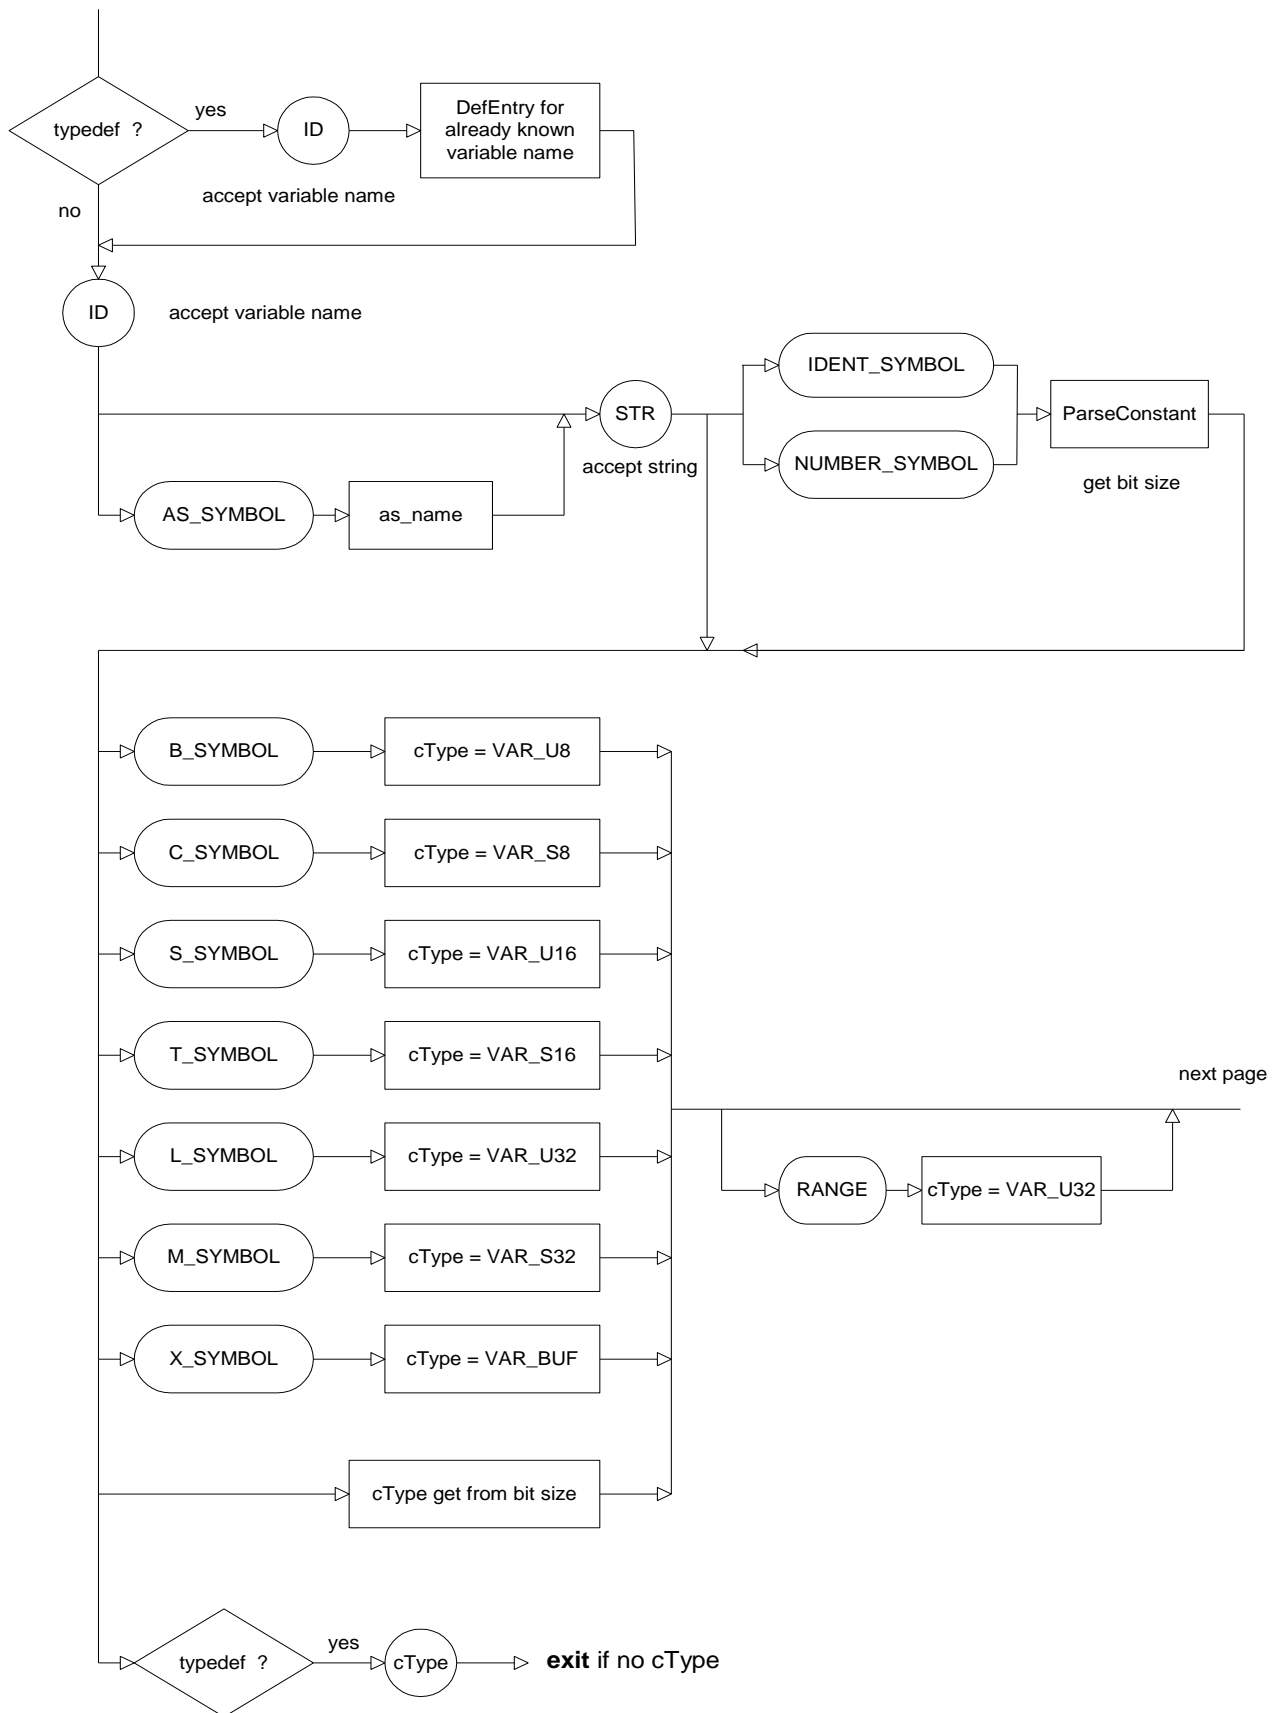 typedef ?
yes
ID
DefEntry for
already known
variable name
accept variable name
no
ID
accept variable name
IDENT_SYMBOL
STR
ParseConstant
accept string
NUMBER_SYMBOL
get bit size
AS_SYMBOL
as_name
B_SYMBOL
cType = VAR_U8
C_SYMBOL
cType = VAR_S8
S_SYMBOL
cType = VAR_U16
T_SYMBOL
cType = VAR_S16
next page
L_SYMBOL
cType = VAR_U32
RANGE
cType = VAR_U32
M_SYMBOL
cType = VAR_S32
X_SYMBOL
cType = VAR_BUF
cType get from bit size
typedef ?
yes
cType
exit if no cType